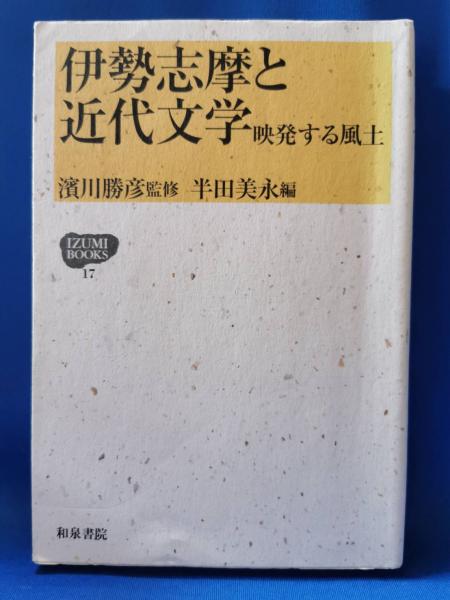 伊勢志摩と
近代文学 映発する風土
濱川勝彦監修 半田美永編
IZUMI
BOOKS
17
和泉書院